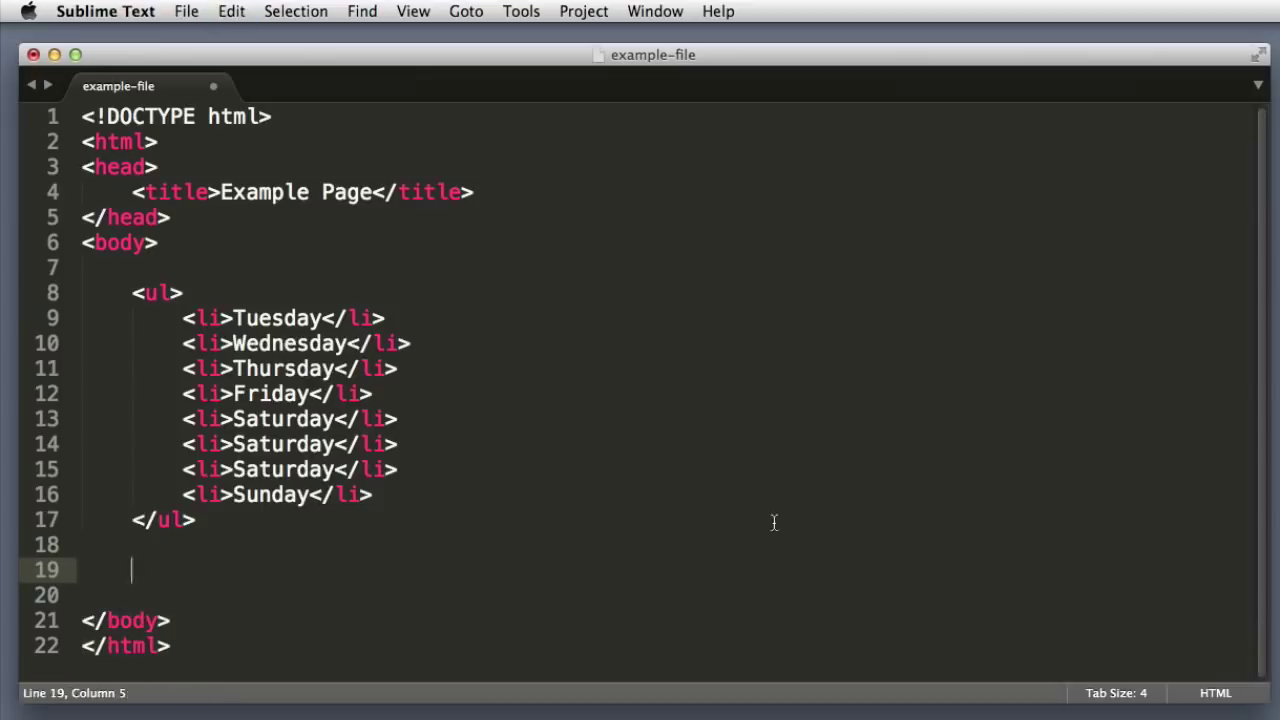 Sublime Text File Edit Selection Find View Goto Tools Project Window Help
example-file
example-file
1 <!DOCTYPE html>
2 <html>
3 <head>
4 <title>Example Page</title>
5 </head>
6 <body>
7
8 <ul>
9 <li>Tuesday</li>
10 <li>Wednesday</li>
11 <li>Thursday</li>
12 <li>Friday</li>
13 <li>Saturday</li>
14 <li>Saturday</li>
15 <li>Saturday</li>
16 <li>Sunday</li>
17 </ul>
18
19
20
21 </body>
22 </html>
Line 19, Column 5 Tab Size: 4 HTML